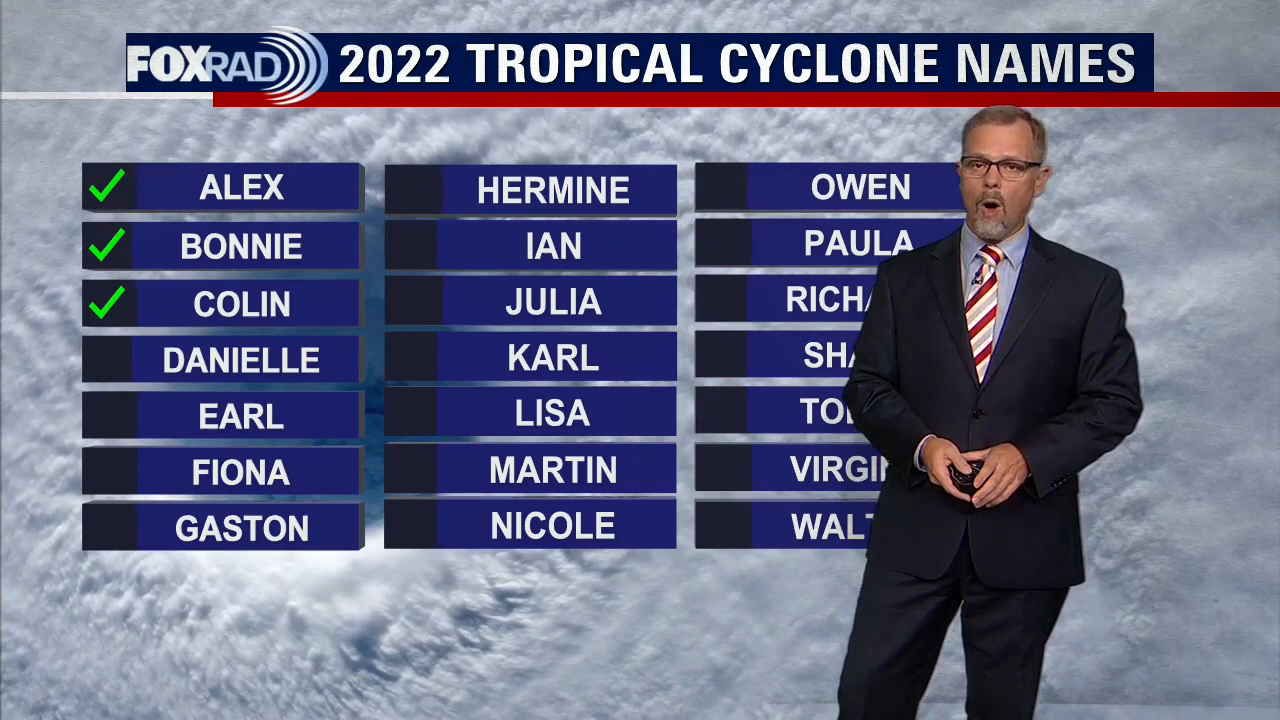 FOXRAD 2022 TROPICAL CYCLONE NAMES
ALEX
BONNIE
COLIN
DANIELLE
EARL
FIONA
GASTON
HERMINE
IAN
JULIA
KARL
LISA
MARTIN
NICOLE
OWEN
PAULA